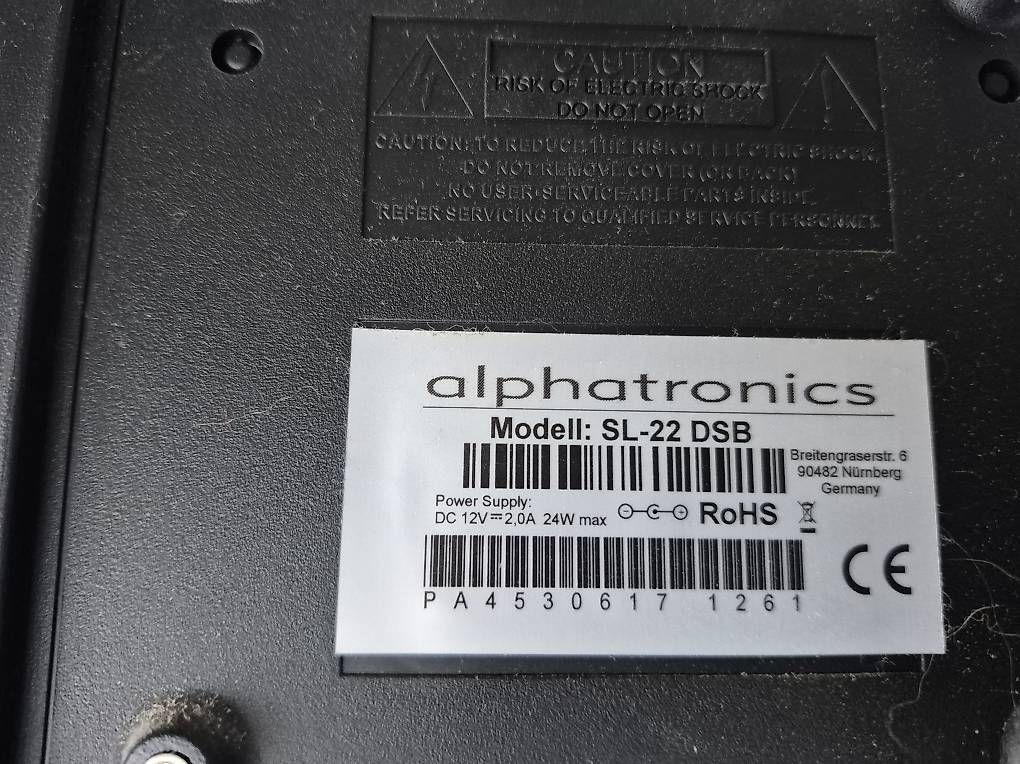 CAUTION
RISK OF ELECTRIC SHOCK
DO NOT OPEN
CAUTION: TO REDUCE THE RISK OF ELECTRIC SHOCK,
DO NOT REMOVE COVER (OR BACK)
NO USER-SERVICEABLE PARTS INSIDE.
REFER SERVICING TO QUALIFIED SERVICE PERSONNEL.
alphatronics
Modell: SL-22 DSB
Breitengraserstr. 6
90482 Nürnberg
Germany
Power Supply:
DC 12V⎓2,0A 24W max
RoHS
CE
PA4530617 1261